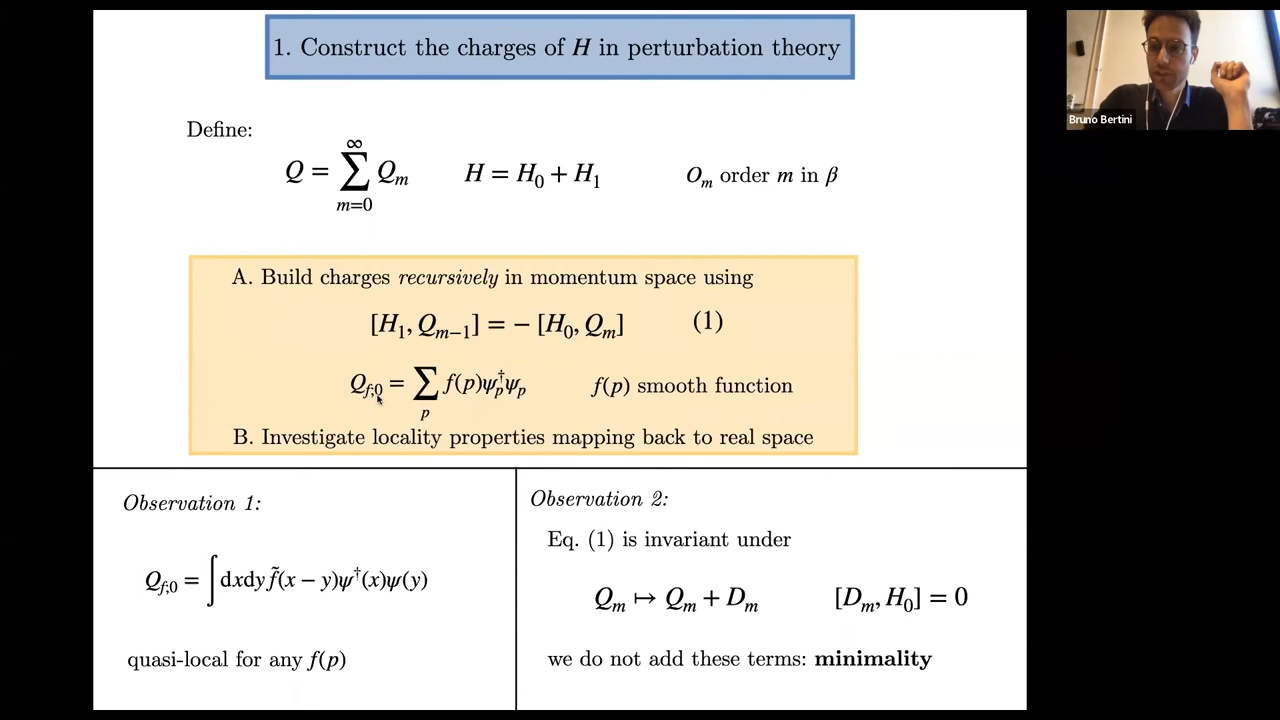 1. Construct the charges of H in perturbation theory
Define:
Q = ∑_{m=0}^{∞} Q_m    H = H_0 + H_1    O_m order m in β
A. Build charges recursively in momentum space using
[H_1, Q_{m−1}] = − [H_0, Q_m]    (1)
Q_{f;0} = ∑_p f(p)ψ_p^†ψ_p    f(p) smooth function
B. Investigate locality properties mapping back to real space
Observation 1:
Q_{f;0} = ∫dxdy f̃(x − y)ψ^†(x)ψ(y)
quasi-local for any f(p)
Observation 2:
Eq. (1) is invariant under
Q_m ↦ Q_m + D_m    [D_m, H_0] = 0
we do not add these terms: minimality
Bruno Bertini